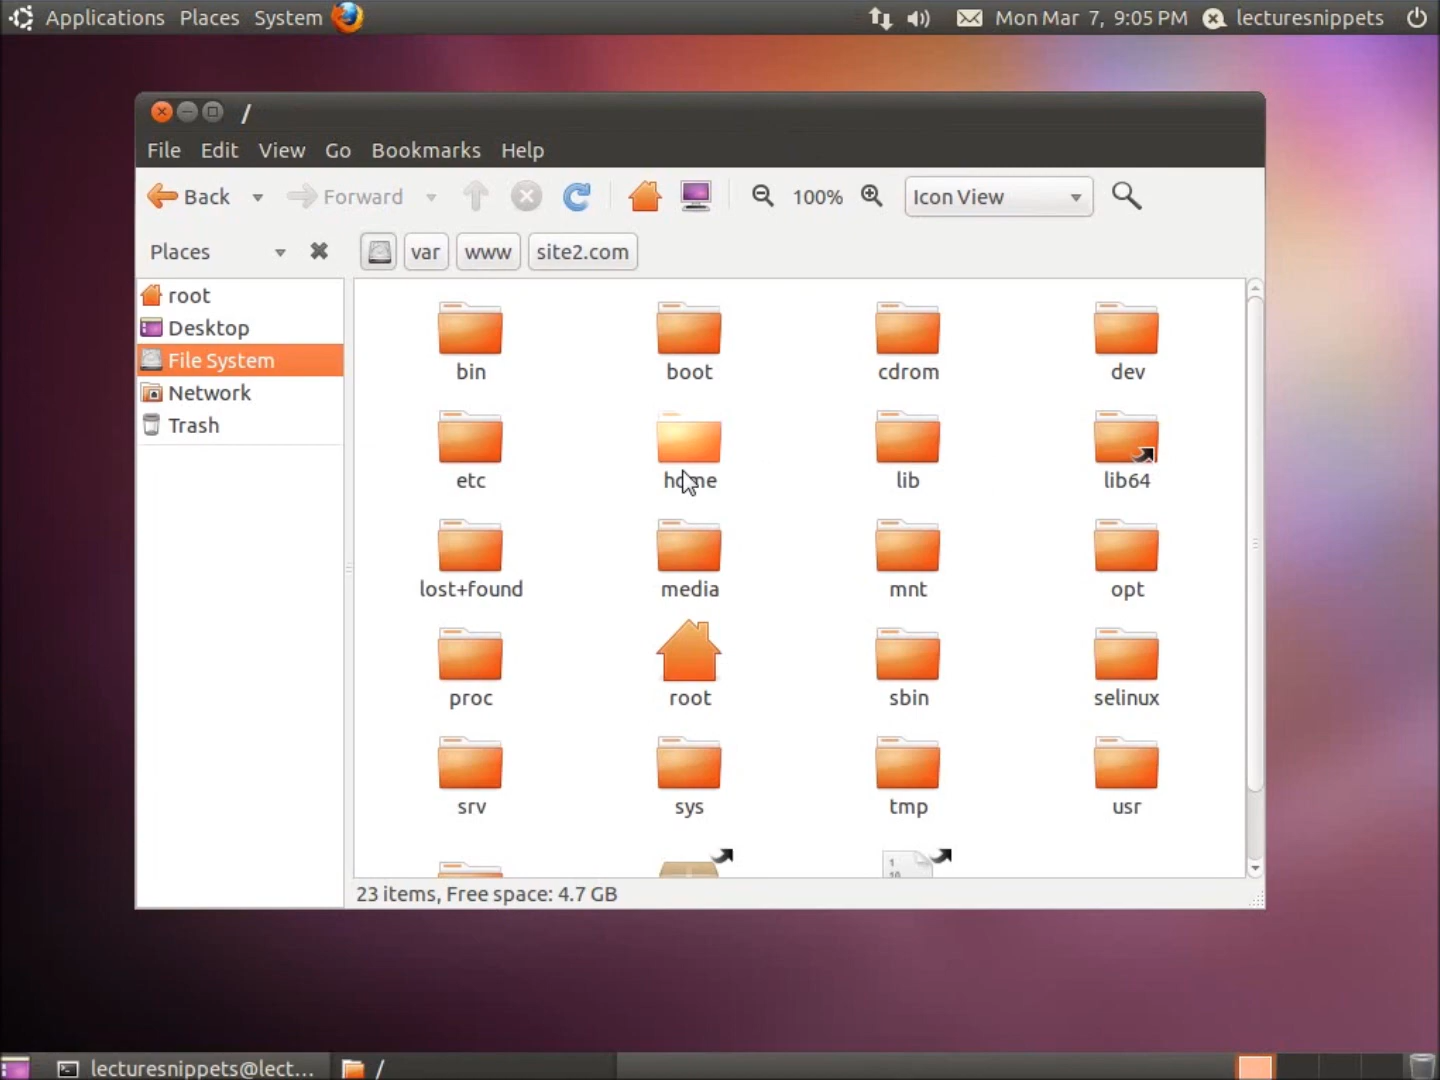 Applications Places System Mon Mar 7, 9:05 PM lecturesnippets
/
File Edit View Go Bookmarks Help
Back Forward 100% Icon View
Places var www site2.com
root
Desktop
File System
Network
Trash
bin boot cdrom dev
etc home lib lib64
lost+found media mnt opt
proc root sbin selinux
srv sys tmp usr
23 items, Free space: 4.7 GB
lecturesnippets@lect... /